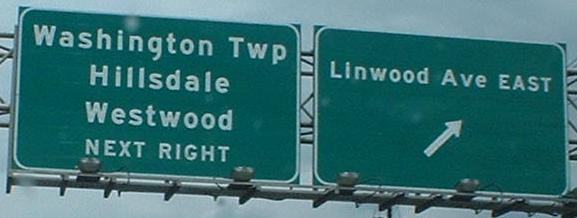 Washington Twp
Hillsdale
Westwood
NEXT RIGHT
Linwood Ave EAST